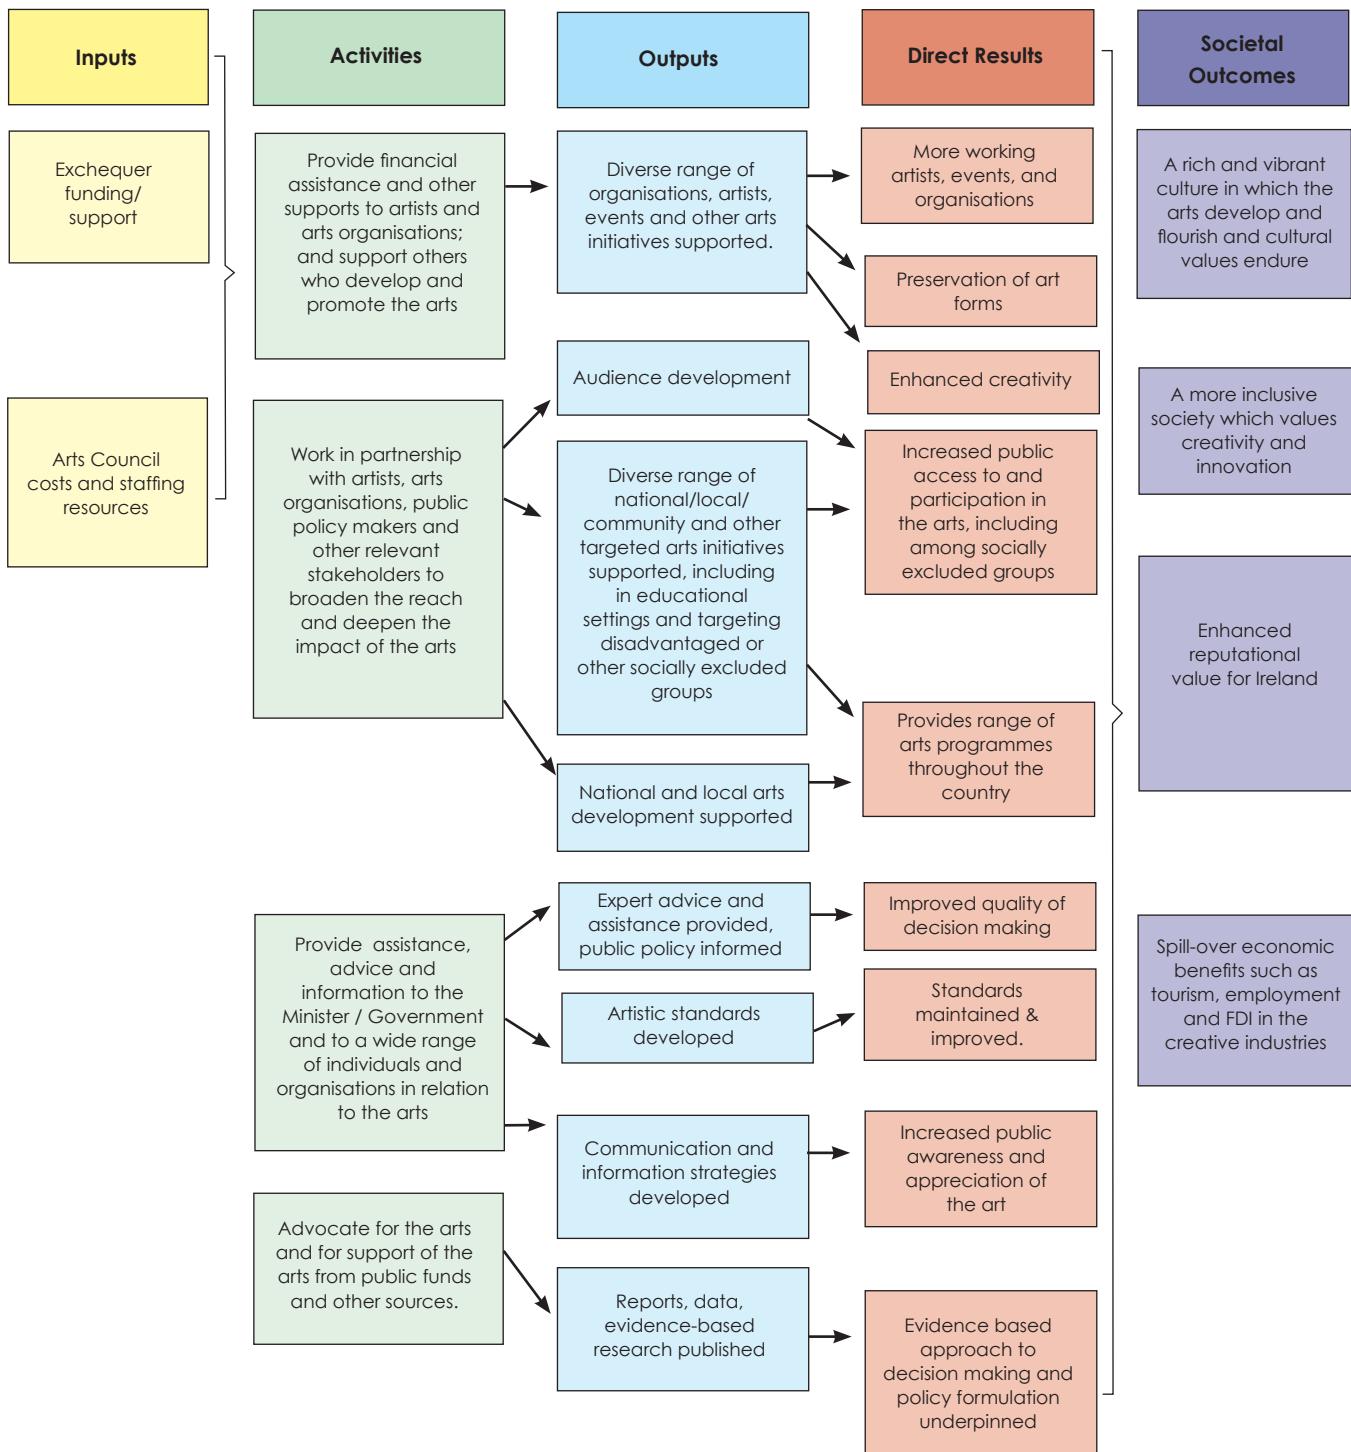 Inputs
Exchequer
funding/
support
Arts Council
costs and staffing
resources
Activities
Provide financial
assistance and other
supports to artists and
arts organisations;
and support others
who develop and
promote the arts
Work in partnership
with artists, arts
organisations, public
policy makers and
other relevant
stakeholders to
broaden the reach
and deepen the
impact of the arts
Provide assistance,
advice and
information to the
Minister / Government
and to a wide range
of individuals and
organisations in relation
to the arts
Advocate for the arts
and for support of the
arts from public funds
and other sources.
Outputs
Diverse range of
organisations, artists,
events and other arts
initiatives supported.
Audience development
Diverse range of
national/local/
community and other
targeted arts initiatives
supported, including
in educational
settings and targeting
disadvantaged or
other socially excluded
groups
National and local arts
development supported
Expert advice and
assistance provided,
public policy informed
Artistic standards
developed
Communication and
information strategies
developed
Reports, data,
evidence-based
research published
Direct Results
More working
artists, events, and
organisations
Preservation of art
forms
Enhanced creativity
Increased public
access to and
participation in
the arts, including
among socially
excluded groups
Provides range of
arts programmes
throughout the
country
Improved quality of
decision making
Standards
maintained &
improved.
Increased public
awareness and
appreciation of
the art
Evidence based
approach to
decision making and
policy formulation
underpinned
Societal
Outcomes
A rich and vibrant
culture in which the
arts develop and
flourish and cultural
values endure
A more inclusive
society which values
creativity and
innovation
Enhanced
reputational
value for Ireland
Spill-over economic
benefits such as
tourism, employment
and FDI in the
creative industries